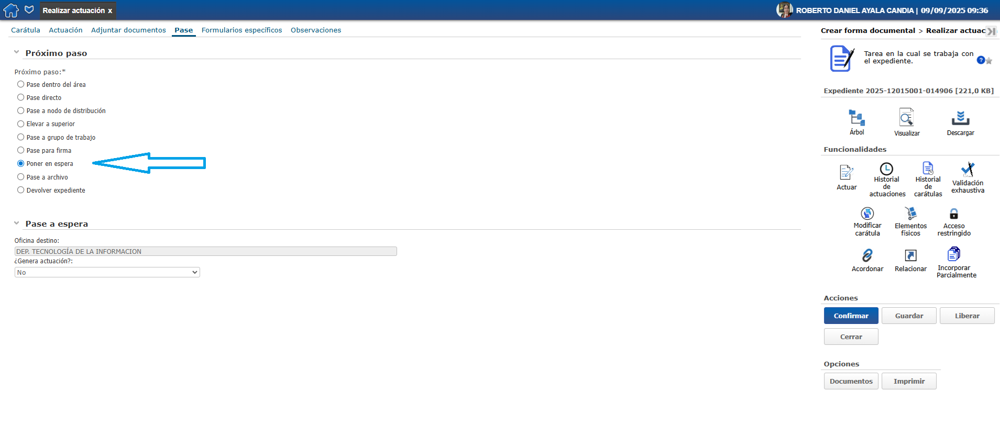 Realizar actuación x
ROBERTO DANIEL AYALA CANDIA | 09/09/2025 09:36
Carátula Actuación Adjuntar documentos Pase Formularios específicos Observaciones
Próximo paso
Próximo paso:*
Pase dentro del área
Pase directo
Pase a nodo de distribución
Elevar a superior
Pase a grupo de trabajo
Pase para firma
Poner en espera
Pase a archivo
Devolver expediente
Pase a espera
Oficina destino:
DEP. TECNOLOGÍA DE LA INFORMACION
¿Genera actuación?:
No
Crear forma documental > Realizar actuac
Tarea en la cual se trabaja con
el expediente.
?
Expediente 2025-12015001-014906 [221,0 KB]
Árbol
Visualizar
Descargar
Funcionalidades
Actuar
Historial
de
actuaciones
Historial
de
carátulas
Validación
exhaustiva
Modificar
carátula
Elementos
físicos
Acceso
restringido
Acordonar
Relacionar
Incorporar
Parcialmente
Acciones
Confirmar
Guardar
Liberar
Cerrar
Opciones
Documentos
Imprimir